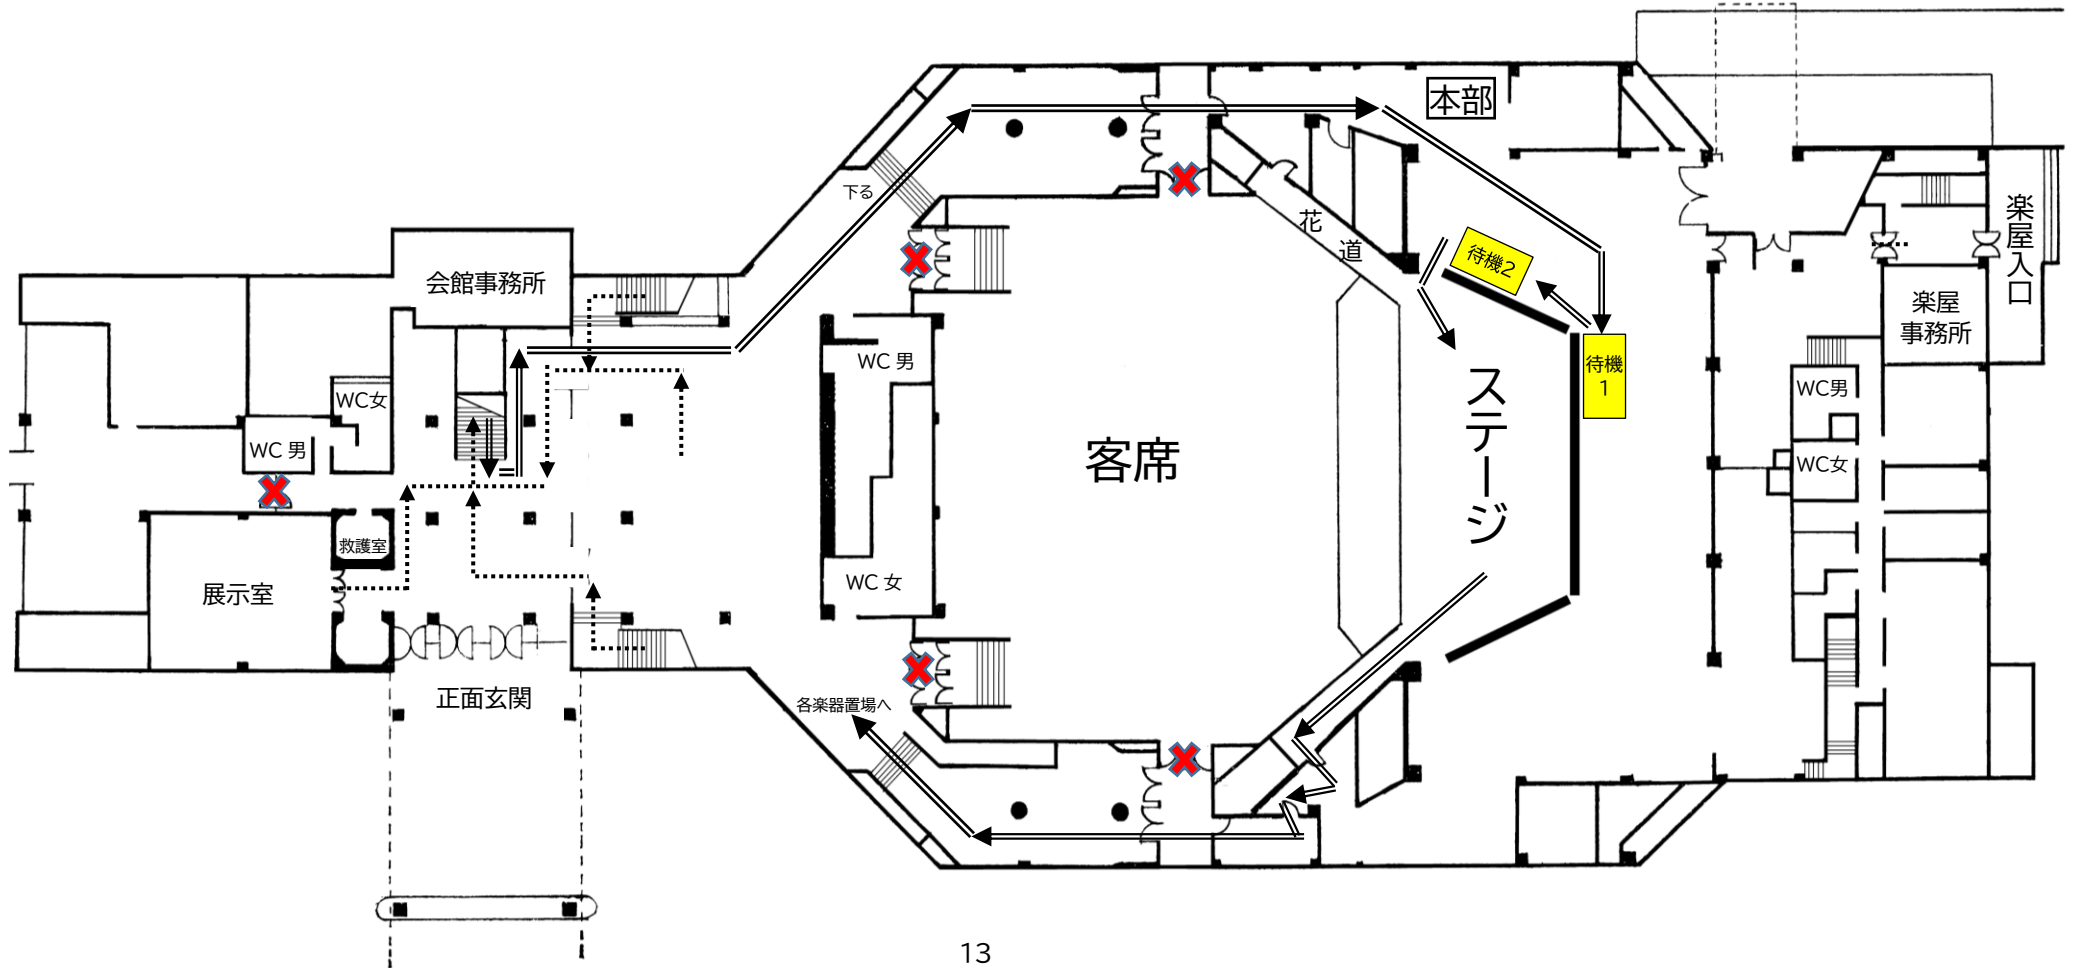 本部
下る
花
道
待機2
楽屋入口
会館事務所
楽屋
事務所
WC 男
待機
1
WC女
WC男
ステージ
客席
WC 男
WC女
救護室
WC 女
展示室
正面玄関
各楽器置場へ
13